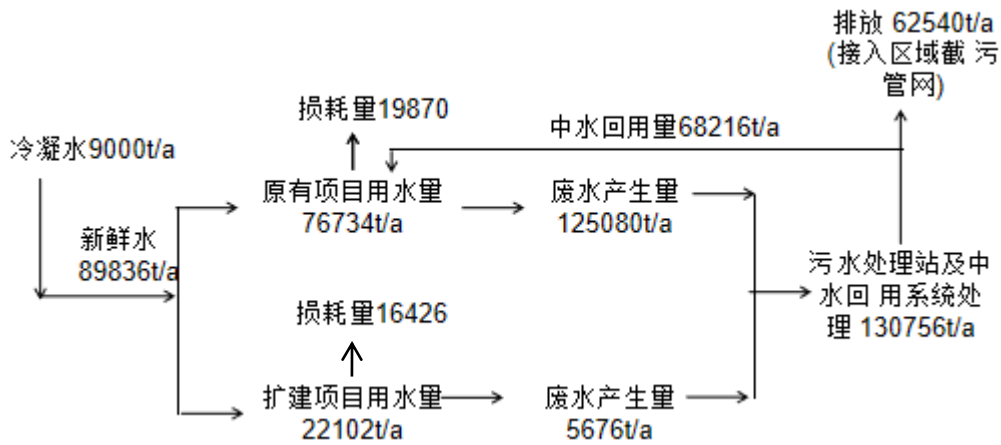 排放 62540t/a
(接入区域截 污
管网)
损耗量19870
中水回用量68216t/a
冷凝水9000t/a
原有项目用水量
76734t/a
废水产生量
125080t/a
新鲜水
89836t/a
污水处理站及中
水回 用系统处
理 130756t/a
损耗量16426
扩建项目用水量
22102t/a
废水产生量
5676t/a